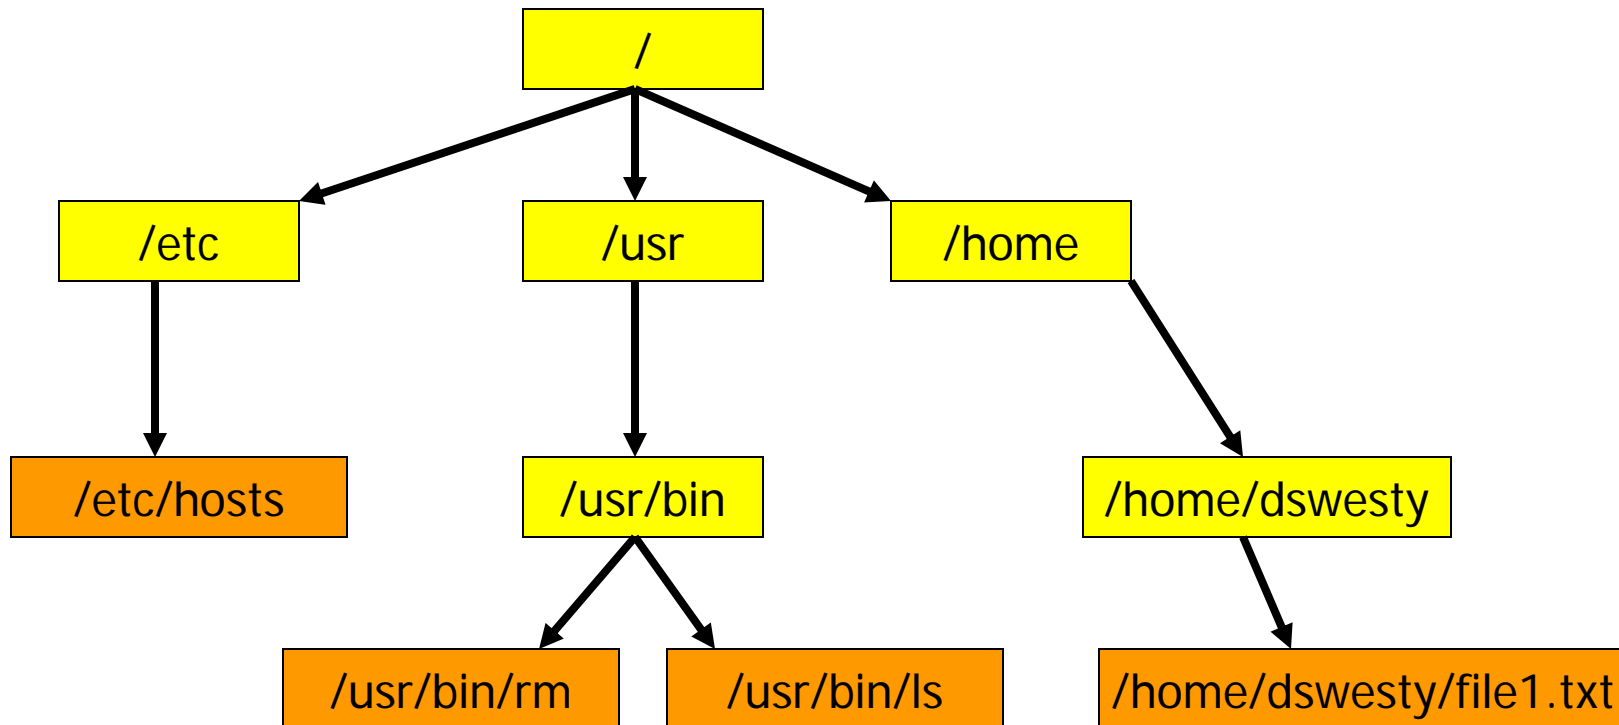 /
/etc
/usr
/home
/etc/hosts
/usr/bin
/home/dswesty
/usr/bin/rm
/usr/bin/ls
/home/dswesty/file1.txt